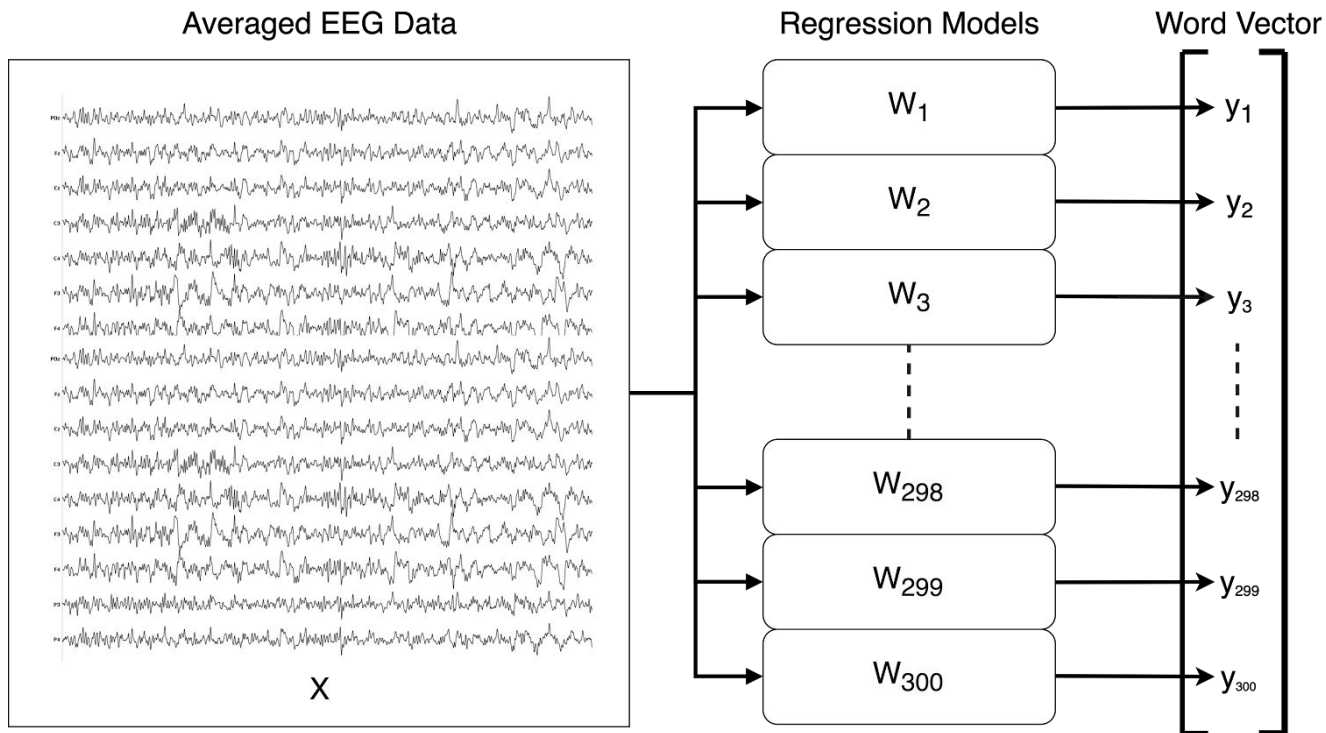 Averaged EEG Data
Regression Models
Word Vector
W1
y1
W2
y2
W3
y3
W298
y298
W299
y299
W300
y300
X